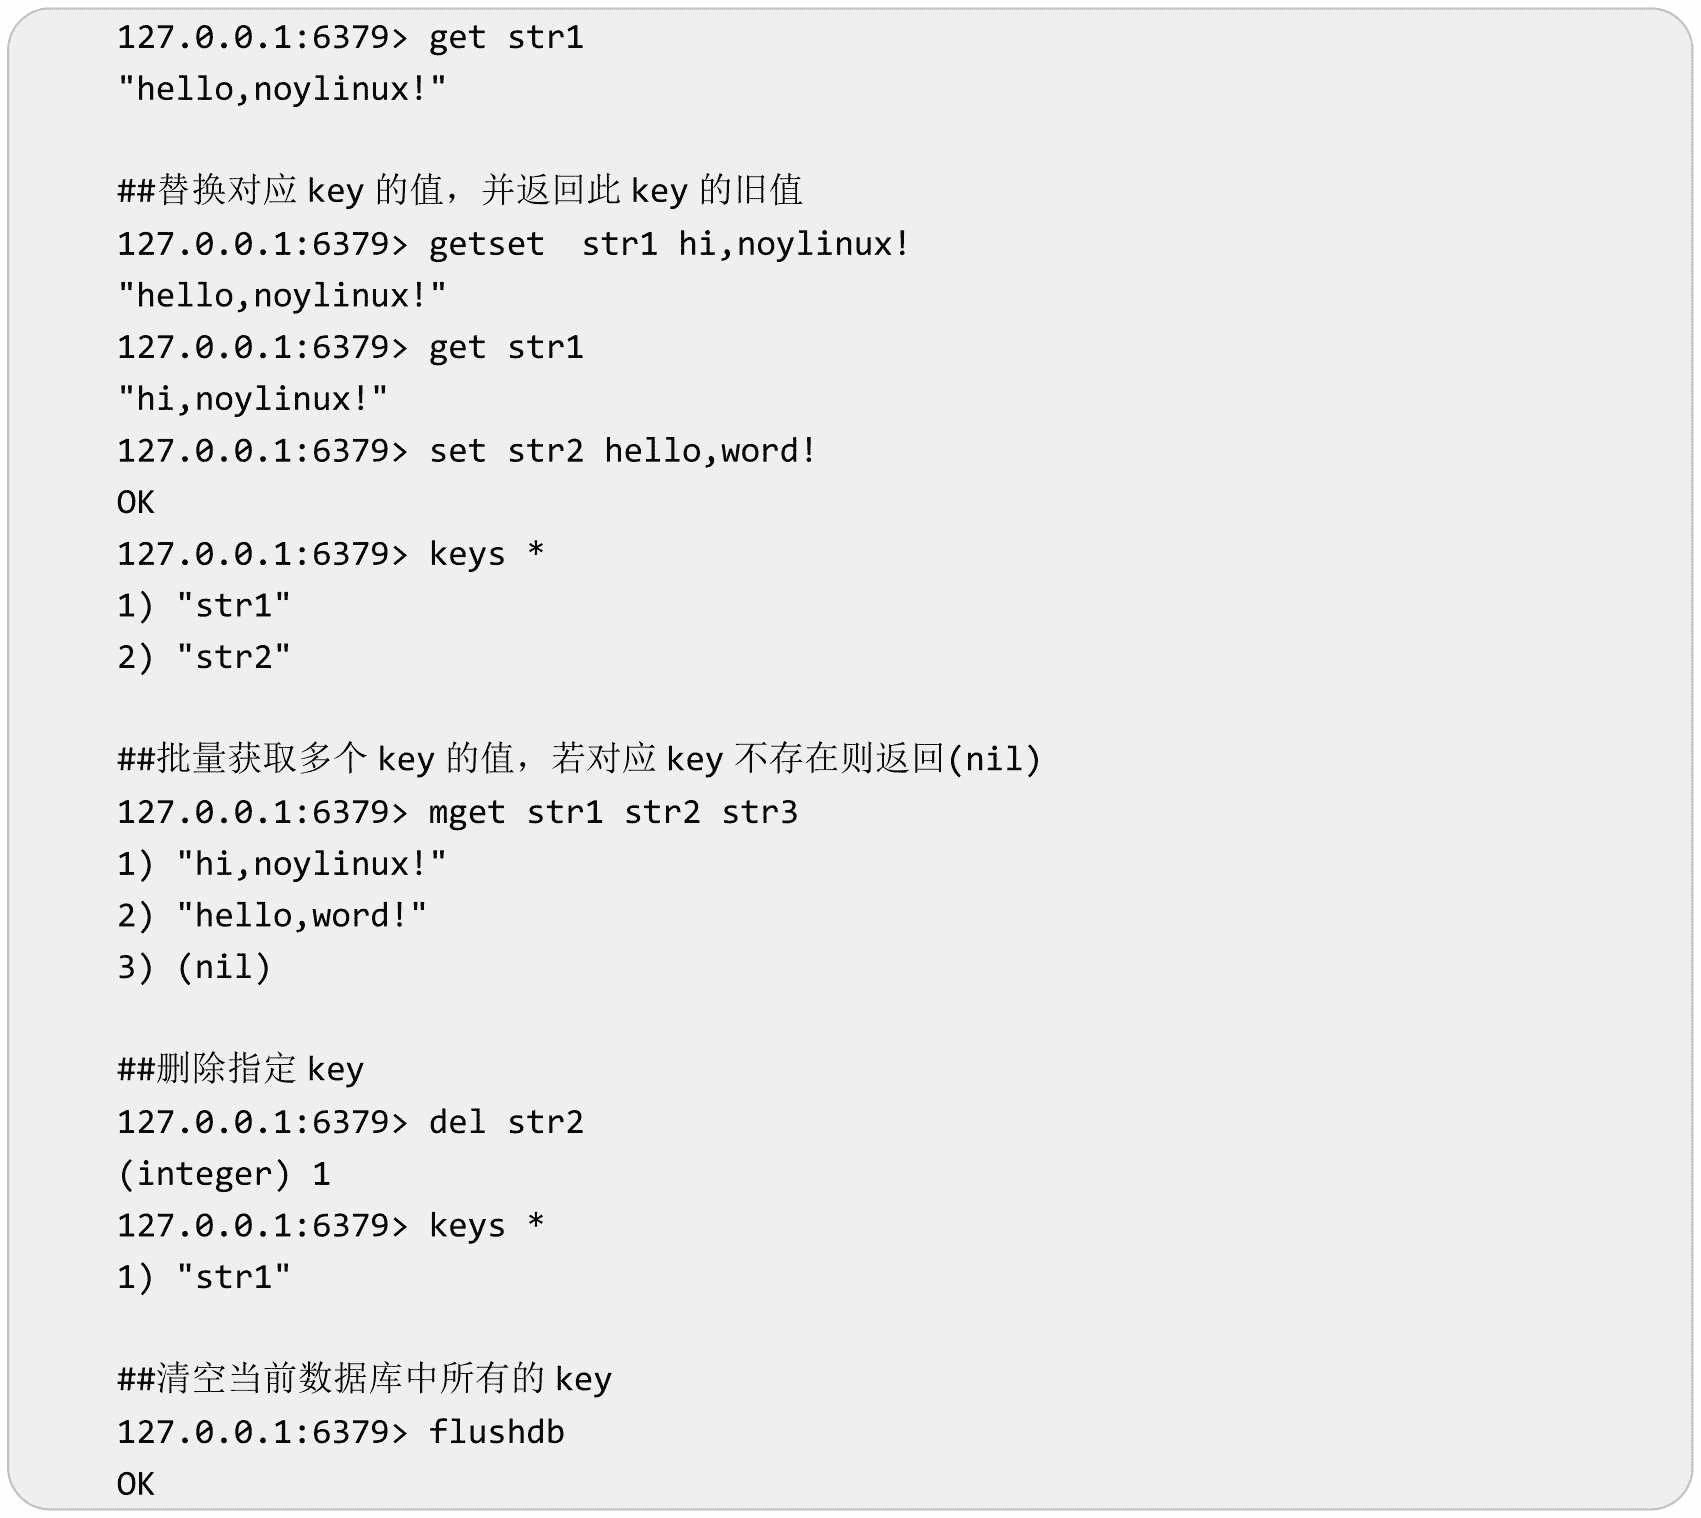 127.0.0.1:6379> get str1
"hello,noylinux!"
##替换对应 key 的值，并返回此 key 的旧值
127.0.0.1:6379> getset  str1 hi,noylinux!
"hello,noylinux!"
127.0.0.1:6379> get str1
"hi,noylinux!"
127.0.0.1:6379> set str2 hello,word!
OK
127.0.0.1:6379> keys *
1) "str1"
2) "str2"
##批量获取多个 key 的值，若对应 key 不存在则返回(nil)
127.0.0.1:6379> mget str1 str2 str3
1) "hi,noylinux!"
2) "hello,word!"
3) (nil)
##删除指定 key
127.0.0.1:6379> del str2
(integer) 1
127.0.0.1:6379> keys *
1) "str1"
##清空当前数据库中所有的 key
127.0.0.1:6379> flushdb
OK